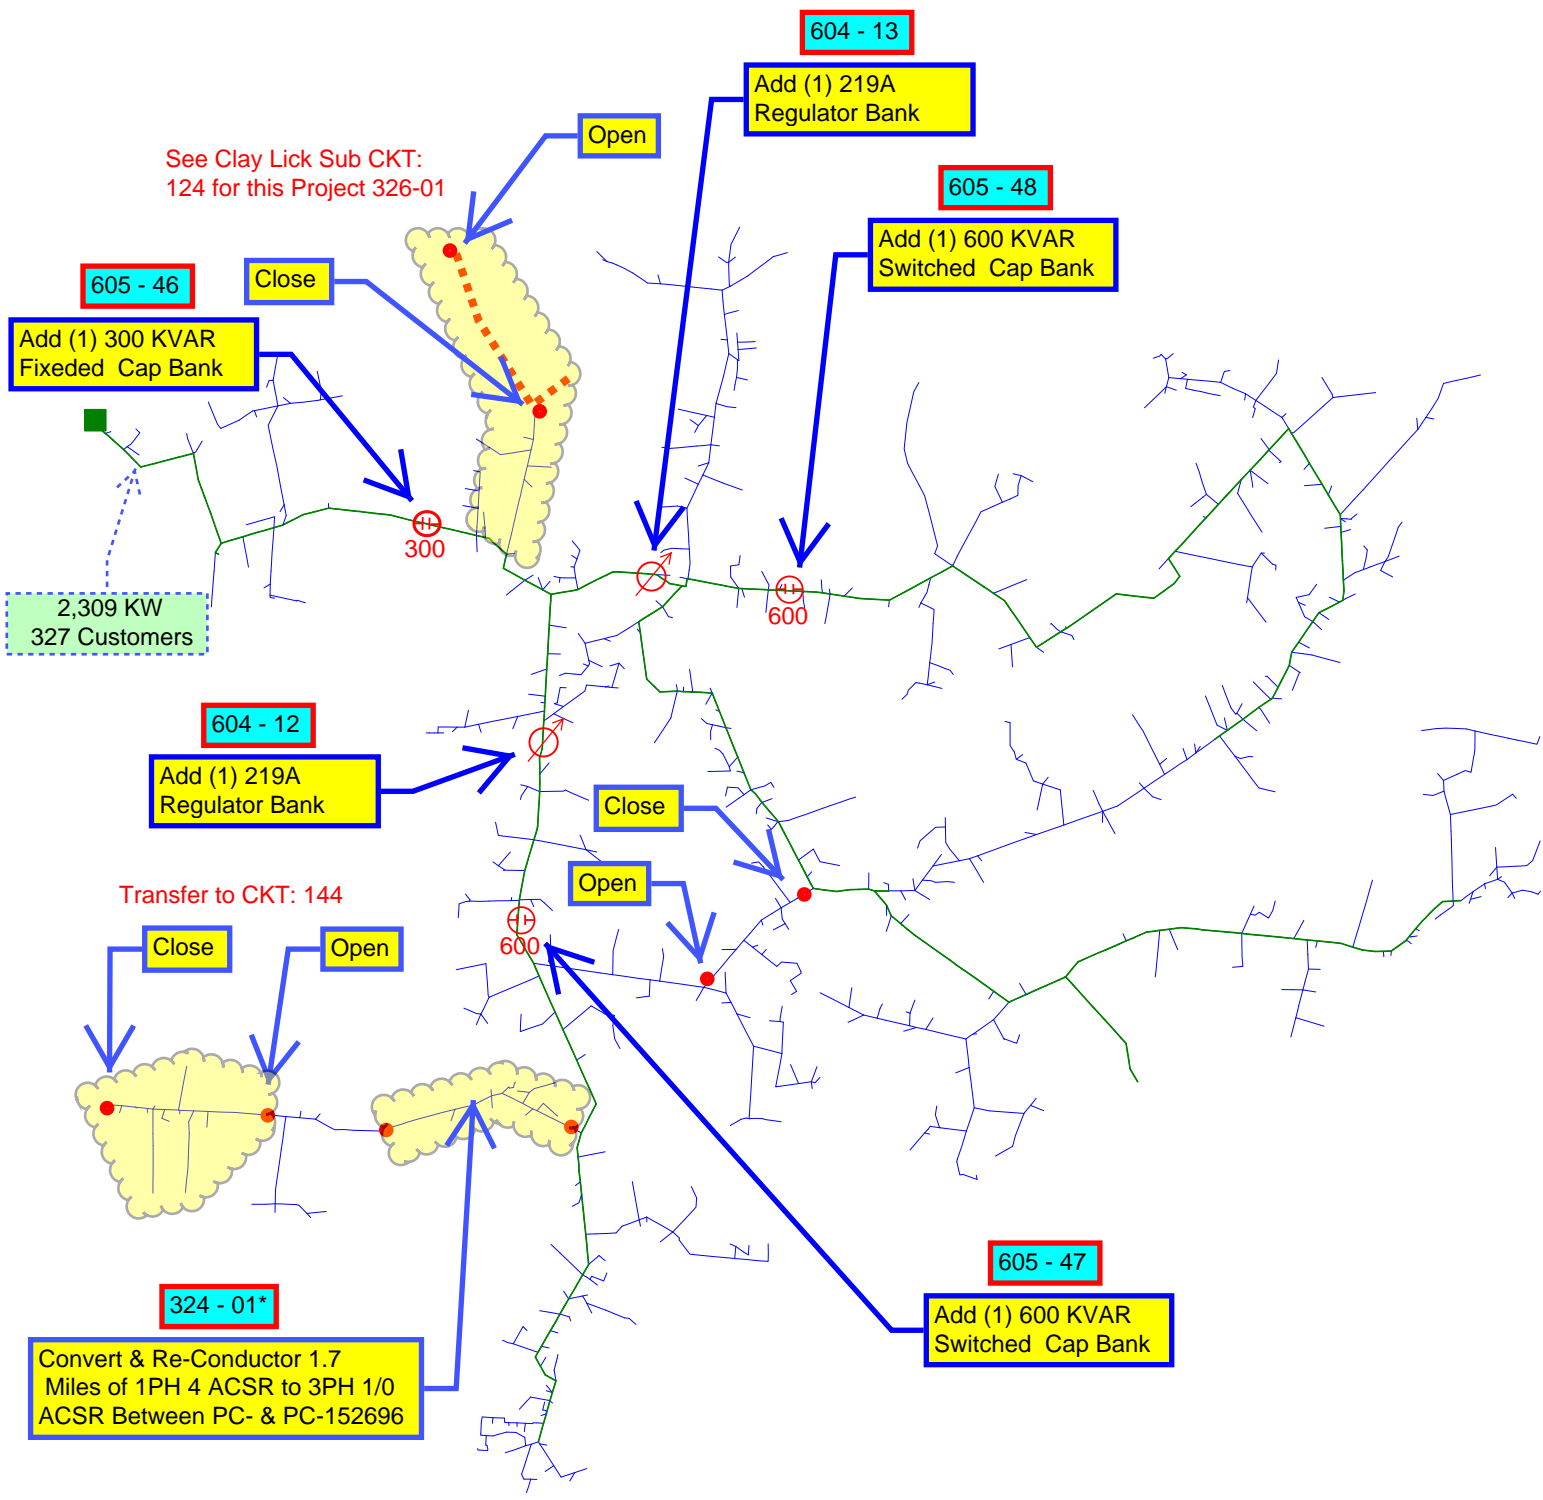 604 - 13
Add (1) 219A
Regulator Bank
Open
See Clay Lick Sub CKT:
124 for this Project 326-01
605 - 48
Add (1) 600 KVAR
Switched  Cap Bank
Close
605 - 46
Add (1) 300 KVAR
Fixeded  Cap Bank
300
600
2,309 KW
327 Customers
604 - 12
Add (1) 219A
Regulator Bank
Close
Open
Transfer to CKT: 144
Close
Open
600
605 - 47
Add (1) 600 KVAR
Switched  Cap Bank
324 - 01*
Convert & Re-Conductor 1.7
Miles of 1PH 4 ACSR to 3PH 1/0
ACSR Between PC- & PC-152696